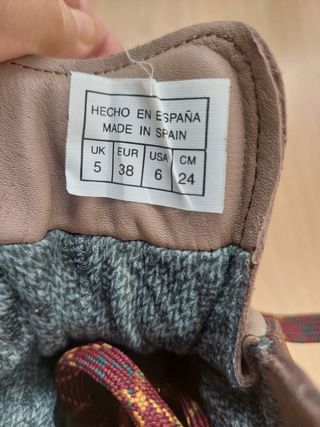 HECHO EN ESPAÑA
MADE IN SPAIN
UK EUR USA CM
5 38 6 24